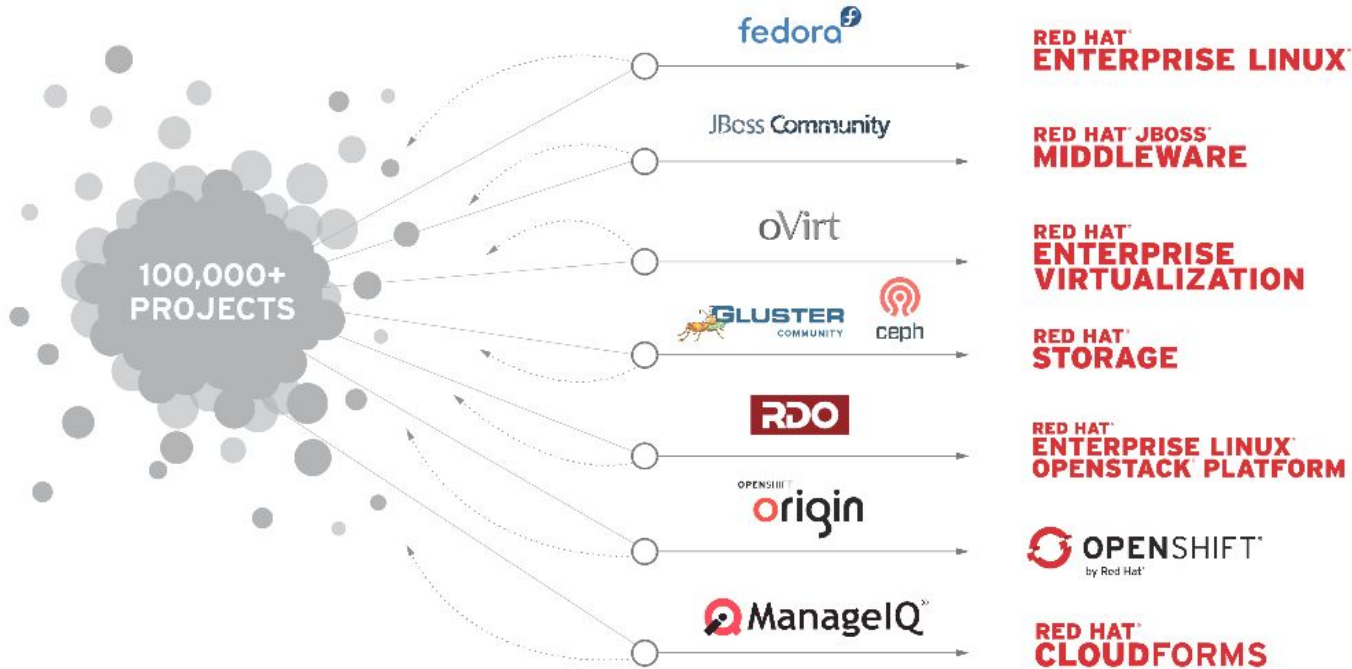 fedora
RED HAT®
ENTERPRISE LINUX®
JBoss Community
RED HAT® JBOSS®
MIDDLEWARE
oVirt
RED HAT®
ENTERPRISE
VIRTUALIZATION
100,000+
PROJECTS
GLUSTER
COMMUNITY
ceph
RED HAT®
STORAGE
RDO
RED HAT®
ENTERPRISE LINUX®
OPENSTACK® PLATFORM
OPENSHIFT
origin
OPENSHIFT®
by Red Hat®
ManageIQ
RED HAT®
CLOUDFORMS